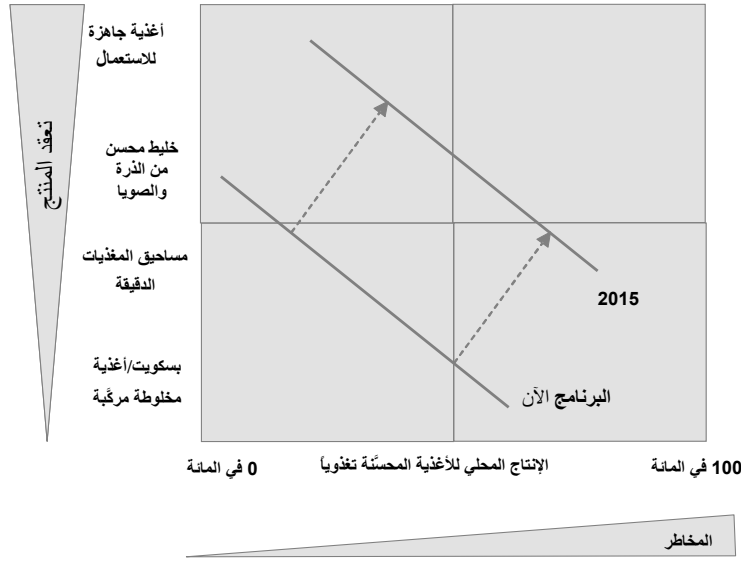 أغذية جاهزة
للاستعمال
تعقد المنتج
خليط محسن
من الذرة
والصويا
مساحيق المغذيات
الدقيقة
2015
بسكويت/أغذية
مخلوطة مركَّبة
البرنامج الآن
0 في المائة
الإنتاج المحلي للأغذية المحسَّنة تغذوياً
100 في المائة
المخاطر